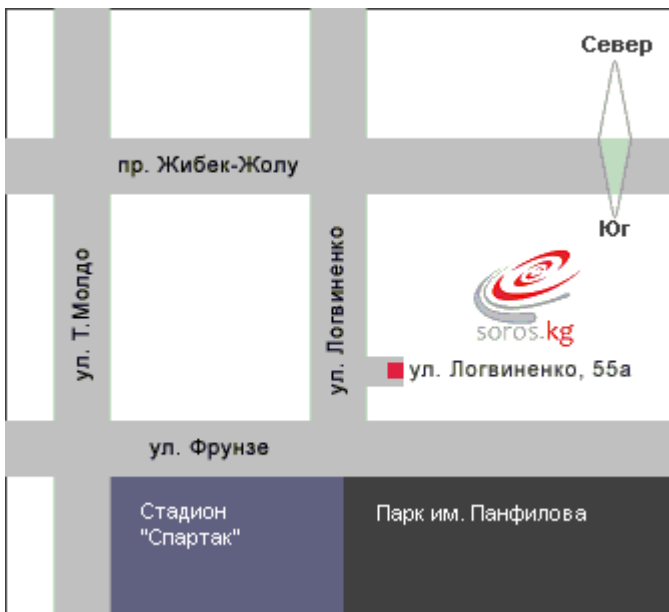 Север
пр. Жибек-Жолу
Юг
ул. Т.Молдо
ул. Логвиненко
soros.kg
ул. Логвиненко, 55а
ул. Фрунзе
Стадион
"Спартак"
Парк им. Панфилова